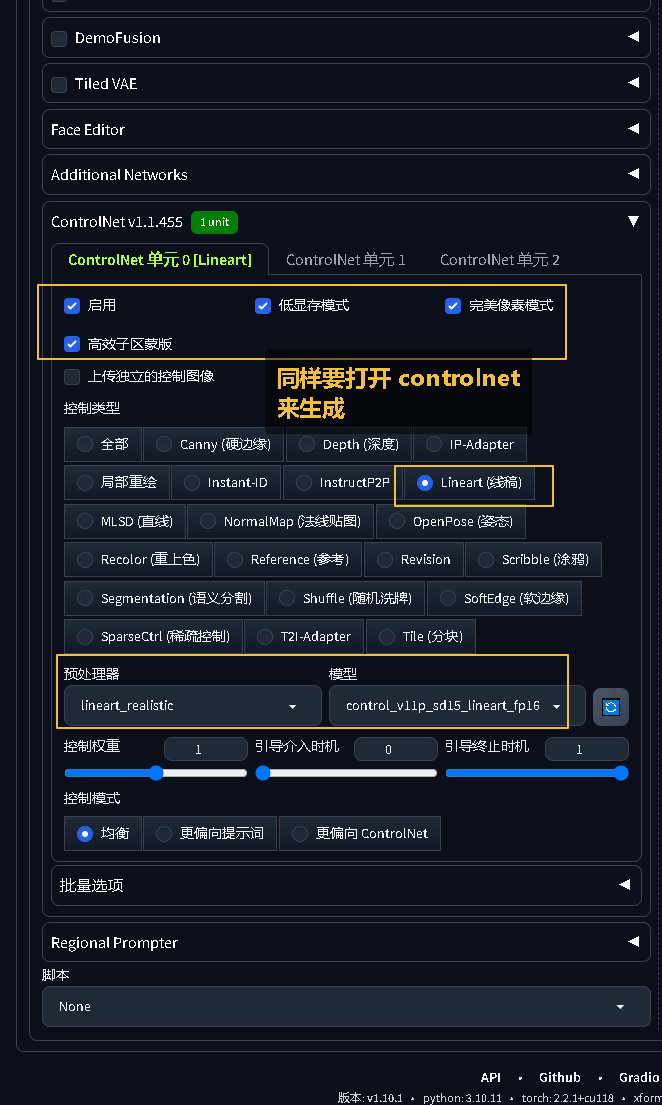 DemoFusion
Tiled VAE
Face Editor
Additional Networks
ControlNet v1.1.455 1 unit
ControlNet 单元 0 [Lineart] ControlNet 单元 1 ControlNet 单元 2
启用 低显存模式 完美像素模式
高效子区蒙版
上传独立的控制图像
同样要打开 controlnet
来生成
控制类型
全部 Canny (硬边缘) Depth (深度) IP-Adapter
局部重绘 Instant-ID InstructP2P Lineart (线稿)
MLSD (直线) NormalMap (法线贴图) OpenPose (姿态)
Recolor (重上色) Reference (参考) Revision Scribble (涂鸦)
Segmentation (语义分割) Shuffle (随机洗牌) SoftEdge (软边缘)
SparseCtrl (稀疏控制) T2I-Adapter Tile (分块)
预处理器 模型
lineart_realistic control_v11p_sd15_lineart_fp16
控制权重 1 引导介入时机 0 引导终止时机 1
控制模式
均衡 更偏向提示词 更偏向 ControlNet
批量选项
Regional Prompter
脚本
None
API • Github • Gradio
版本: v1.10.1 • python: 3.10.11 • torch: 2.2.1+cu118 • xform